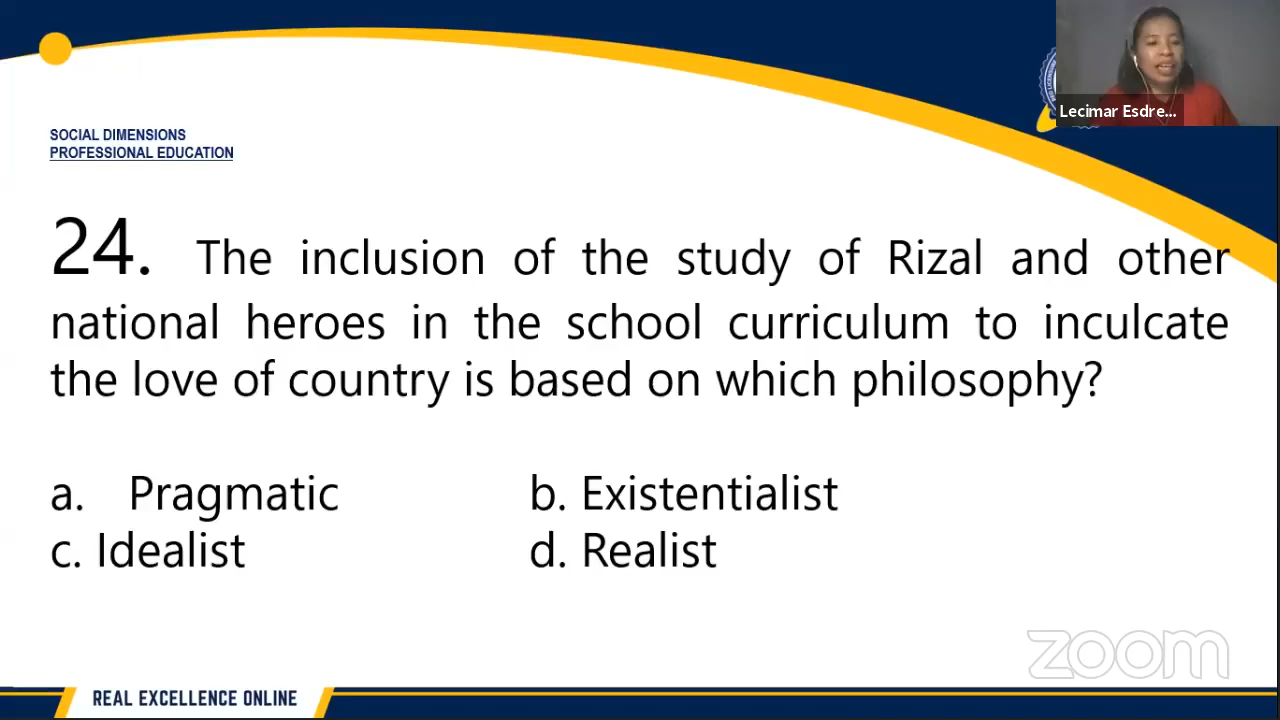 Lecimar Esdre...
SOCIAL DIMENSIONS
PROFESSIONAL EDUCATION
24. The inclusion of the study of Rizal and other
national heroes in the school curriculum to inculcate
the love of country is based on which philosophy?
a. Pragmatic b. Existentialist
c. Idealist d. Realist
zoom
REAL EXCELLENCE ONLINE